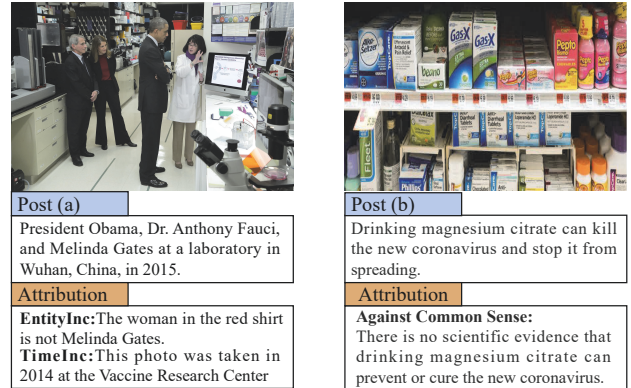 Alka-
Seltzer
beano
Gas-X
Gas-X
Pepto
Bismol
Fleet
Phillips
Post (a)
President Obama, Dr. Anthony Fauci,
and Melinda Gates at a laboratory in
Wuhan, China, in 2015.
Attribution
EntityInc:The woman in the red shirt
is not Melinda Gates.
TimeInc:This photo was taken in
2014 at the Vaccine Research Center
Post (b)
Drinking magnesium citrate can kill
the new coronavirus and stop it from
spreading.
Attribution
Against Common Sense:
There is no scientific evidence that
drinking magnesium citrate can
prevent or cure the new coronavirus.